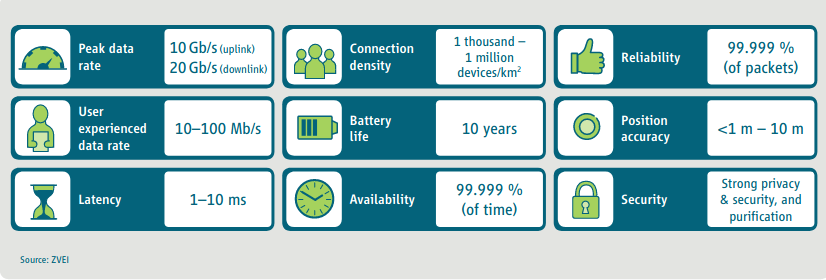 Peak data
rate
10 Gb/s (uplink)
20 Gb/s (downlink)
Connection
density
1 thousand –
1 million
devices/km²
Reliability
99.999 %
(of packets)
User
experienced
data rate
10–100 Mb/s
Battery
life
10 years
Position
accuracy
<1 m – 10 m
Latency
1–10 ms
Availability
99.999 %
(of time)
Security
Strong privacy
& security, and
purification
Source: ZVEI